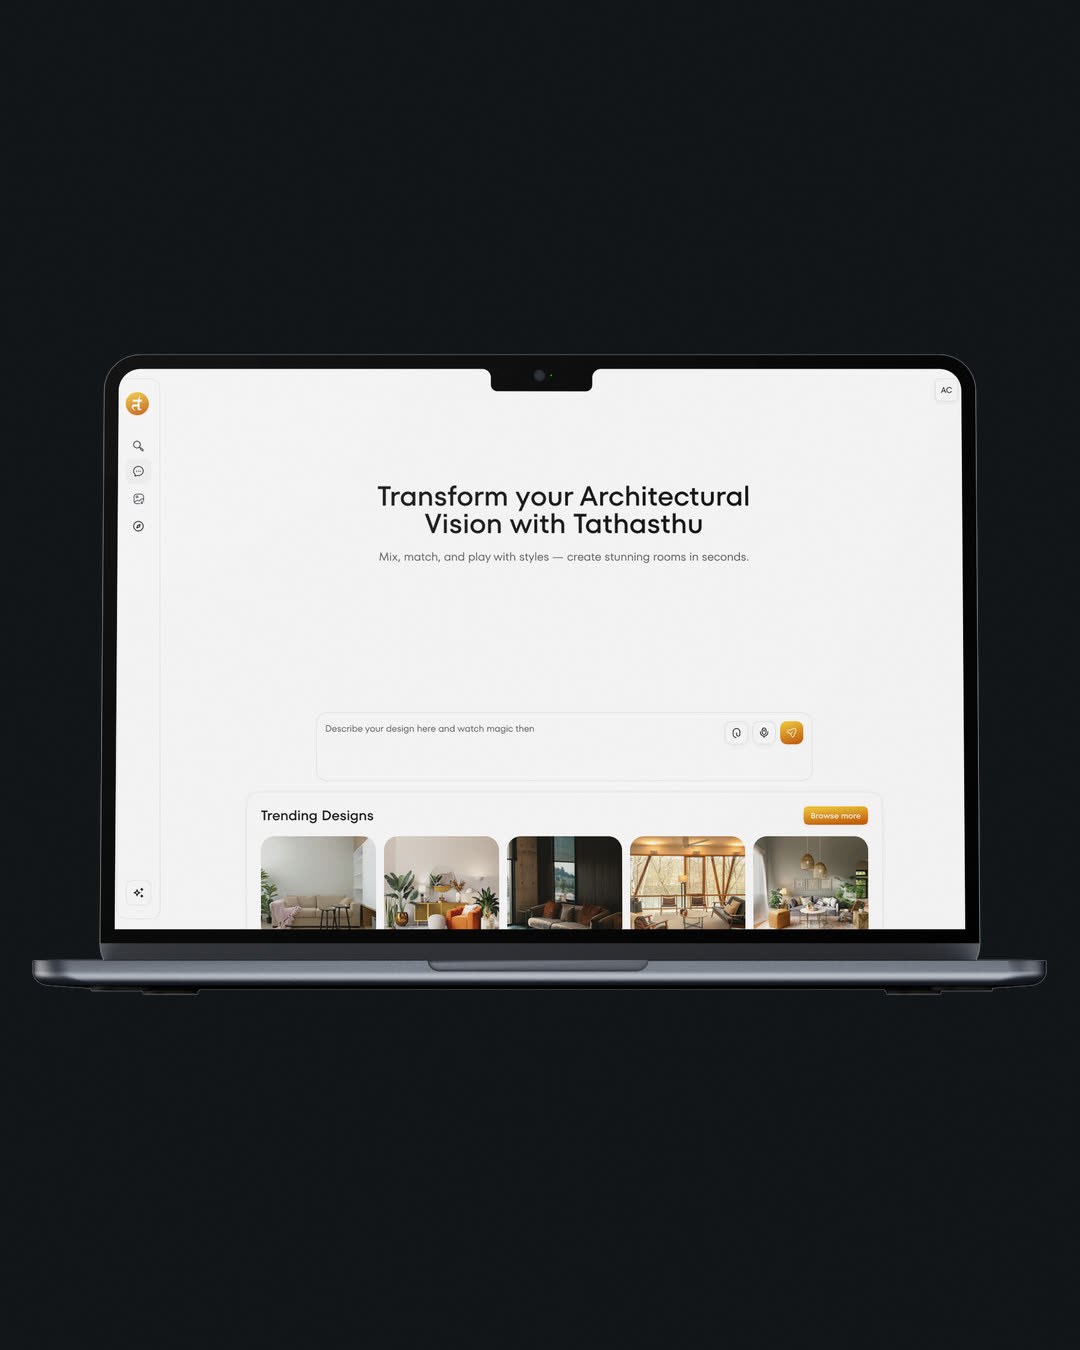 AC
Transform your Architectural
Vision with Tathasthu
Mix, match, and play with styles — create stunning rooms in seconds.
Describe your design here and watch magic then
Trending Designs
Browse more